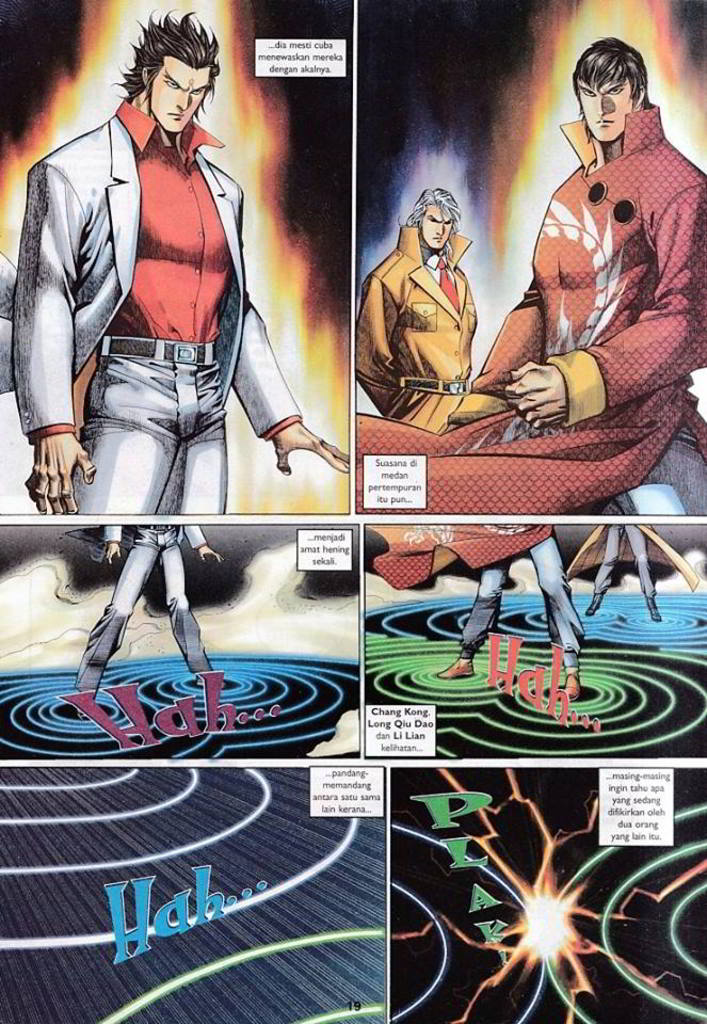 ...dia mesti cuba
menewaskan mereka
dengan akalnya.
Suasana di
medan
pertempuran
itu pun...
...menjadi
amat hening
sekali.
Hah...
Hah...
Chang Kong,
Long Qiu Dao
dan Li Lian
kelihatan...
...pandang-
memandang
antara satu sama
lain kerana...
Hah...
...masing-masing
ingin tahu apa
yang sedang
difikirkan oleh
dua orang
yang lain itu.
PLAK!
19